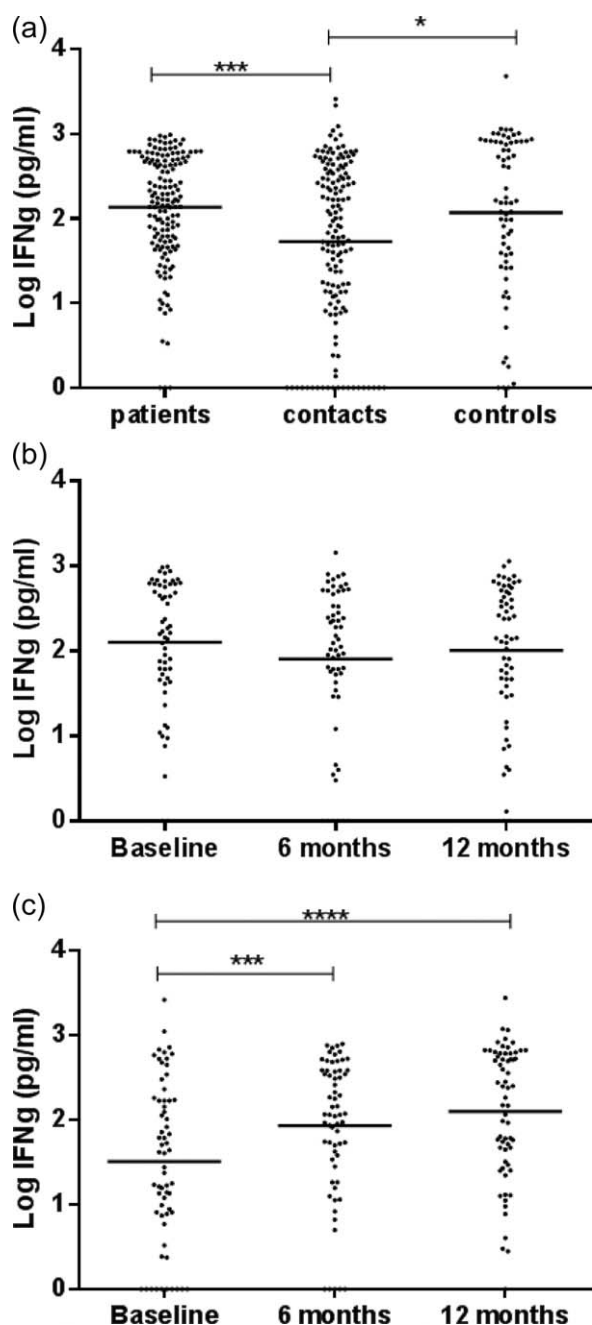 (a)
***
*
Log IFNg (pg/ml)
4
3
2
1
0
patients contacts controls
(b)
Log IFNg (pg/ml)
4
3
2
1
0
Baseline 6 months 12 months
(c)
****
***
Log IFNg (pg/ml)
4
3
2
1
0
Baseline 6 months 12 months